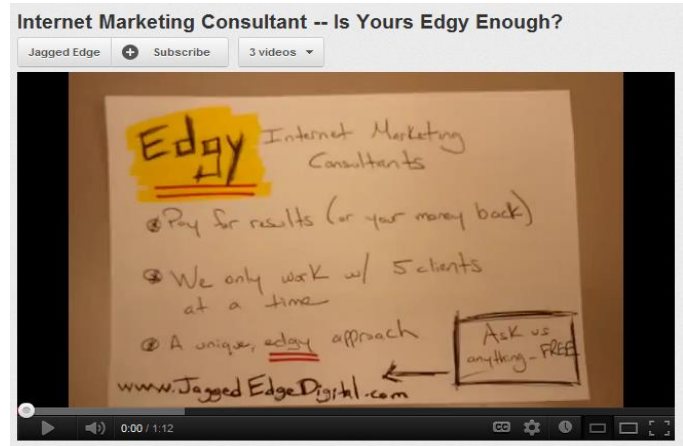 Internet Marketing Consultant -- Is Yours Edgy Enough?
Jagged Edge Subscribe 3 videos
Edgy Internet Marketing
Consultants
Pay for results (or your money back)
We only work w/ 5 clients
at a time
A unique, edgy approach
Ask us
anything - FREE
www.JaggedEdgeDigital.com
0:00 / 1:12 CC